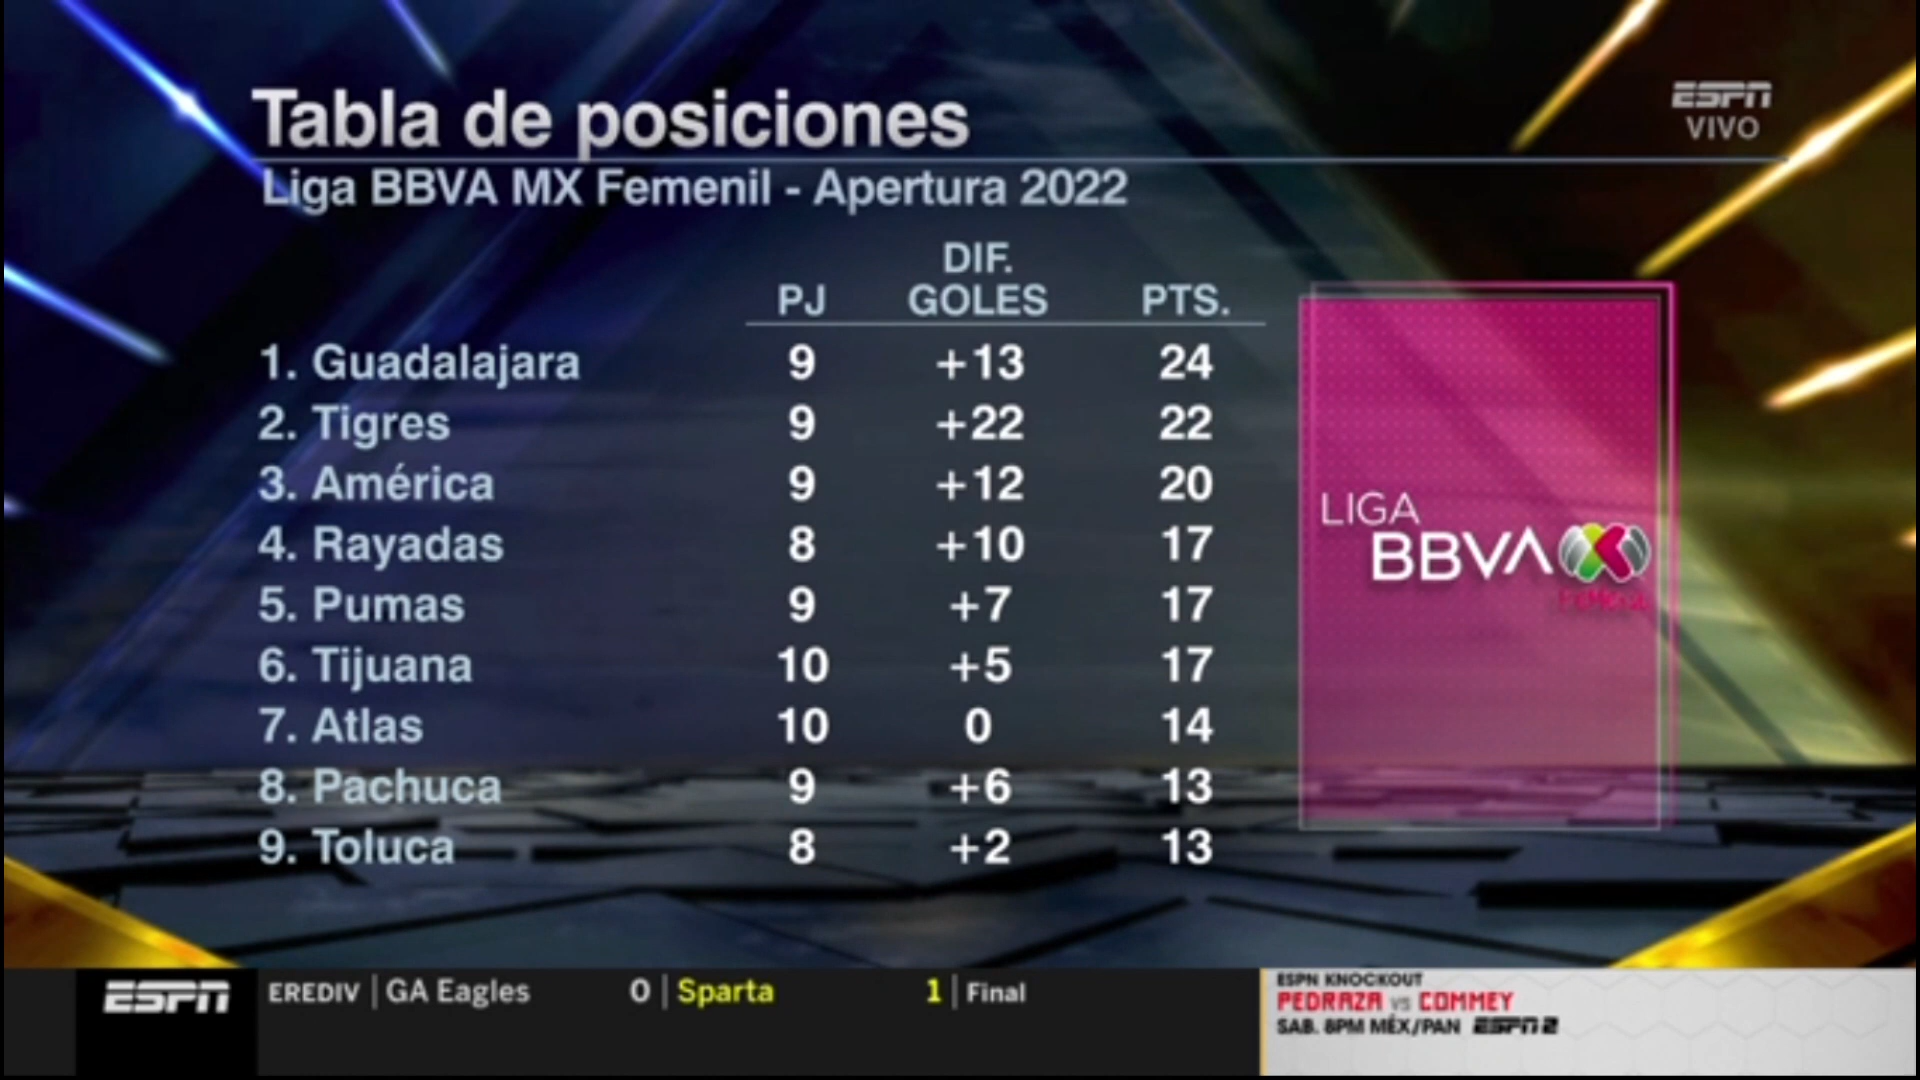 Tabla de posiciones
ESPN
VIVO
Liga BBVA MX Femenil - Apertura 2022
DIF.
PJ GOLES PTS.
1. Guadalajara 9 +13 24
2. Tigres 9 +22 22
3. América 9 +12 20
4. Rayadas 8 +10 17
5. Pumas 9 +7 17
6. Tijuana 10 +5 17
7. Atlas 10 0 14
8. Pachuca 9 +6 13
9. Toluca 8 +2 13
LIGA
BBVA
ESPN EREDIV | GA Eagles 0 | Sparta 1 | Final
ESPN KNOCKOUT
PEDRAZA VS COMMEY
SAB. 8PM MÉX/PAN ESPN 2